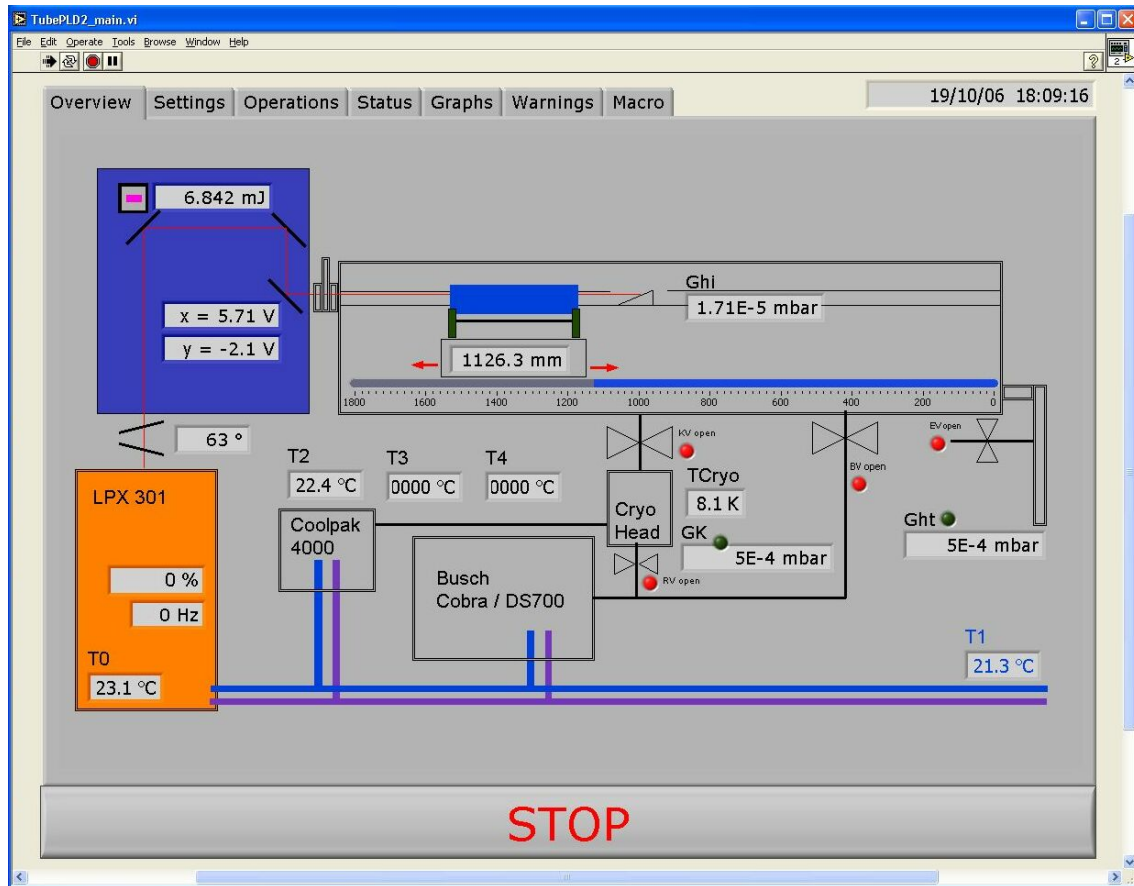 TubePLD2_main.vi
File Edit Operate Tools Browse Window Help
2
?
Overview Settings Operations Status Graphs Warnings Macro
19/10/06 18:09:16
6.842 mJ
x = 5.71 V
y = -2.1 V
Ghi
1.71E-5 mbar
1126.3 mm
1800 1600 1400 1200 1000 800 600 400 200 0
63 °
KV open
EV open
BV open
T2
22.4 °C
T3
0000 °C
T4
0000 °C
TCryo
8.1 K
LPX 301
Coolpak
4000
Cryo
Head
GK
5E-4 mbar
Ght
5E-4 mbar
RV open
Busch
Cobra / DS700
0 %
0 Hz
T0
23.1 °C
T1
21.3 °C
STOP